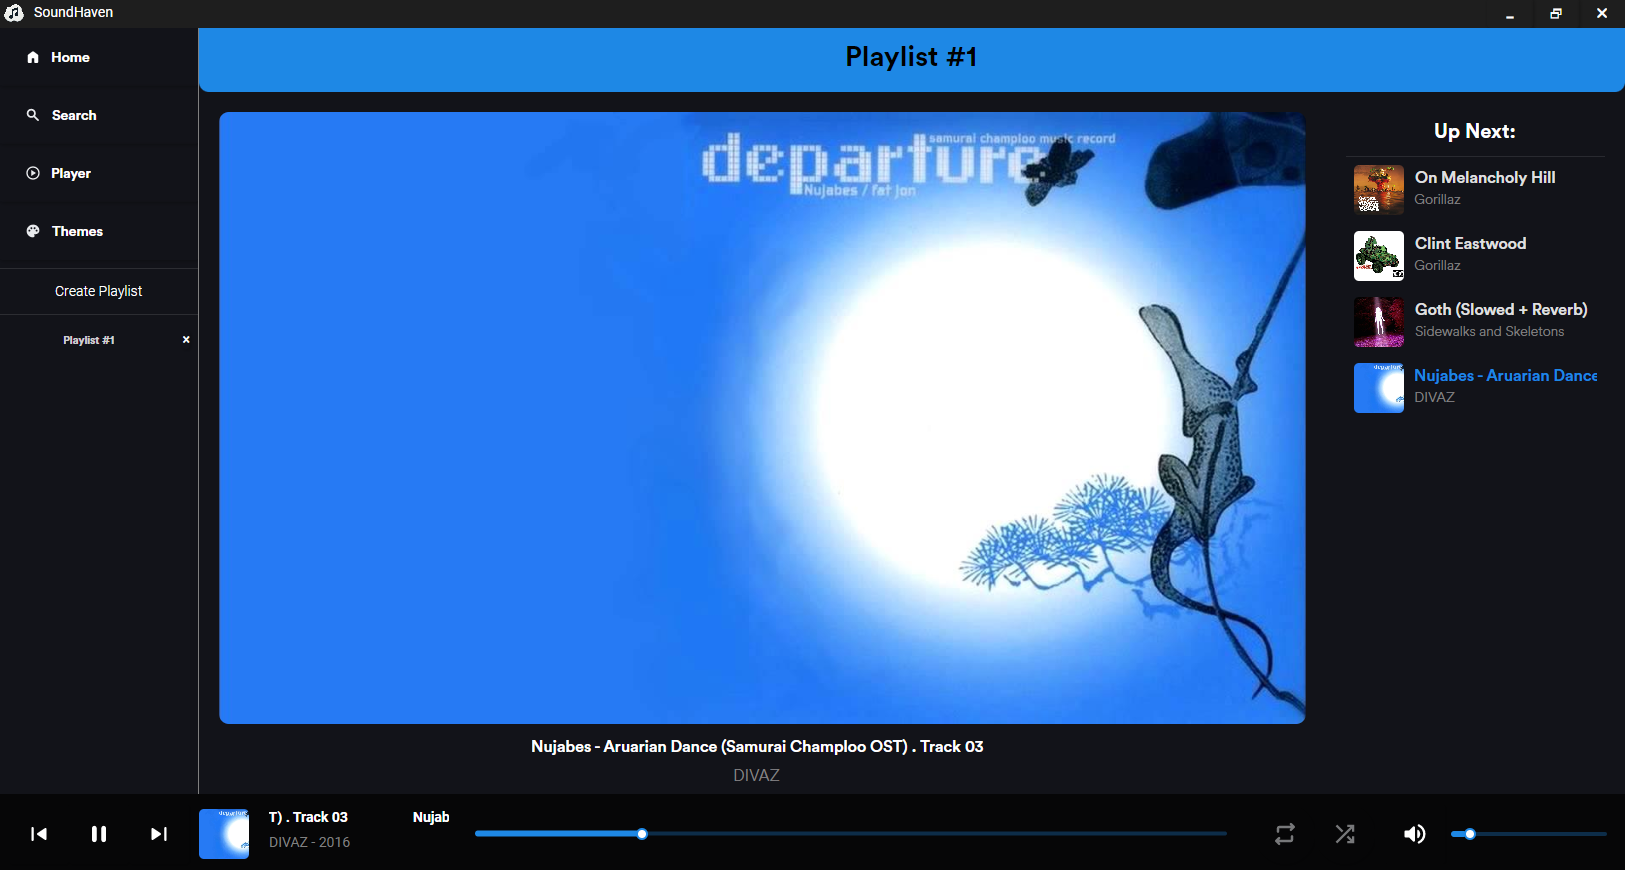 SoundHaven
Home
Search
Player
Themes
Create Playlist
Playlist #1
Playlist #1
departure
samurai champloo music record
Nujabes / fat jon
Nujabes - Aruarian Dance (Samurai Champloo OST) . Track 03
DIVAZ
Up Next:
On Melancholy Hill
Gorillaz
Clint Eastwood
Gorillaz
Goth (Slowed + Reverb)
Sidewalks and Skeletons
Nujabes - Aruarian Dance
DIVAZ
departure
T) . Track 03 Nujab
DIVAZ - 2016
departure